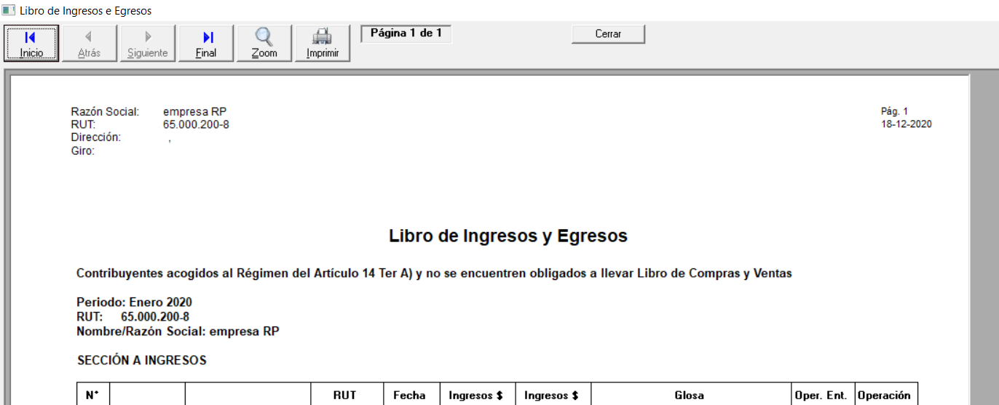 Libro de Ingresos e Egresos
Inicio Atrás Siguiente Final Zoom Imprimir Página 1 de 1 Cerrar
Razón Social: empresa RP Pág. 1
RUT: 65.000.200-8 18-12-2020
Dirección: ,
Giro:
Libro de Ingresos y Egresos
Contribuyentes acogidos al Régimen del Artículo 14 Ter A) y no se encuentren obligados a llevar Libro de Compras y Ventas
Periodo: Enero 2020
RUT: 65.000.200-8
Nombre/Razón Social: empresa RP
SECCIÓN A INGRESOS
N° RUT Fecha Ingresos $ Ingresos $ Glosa Oper. Ent. Operación